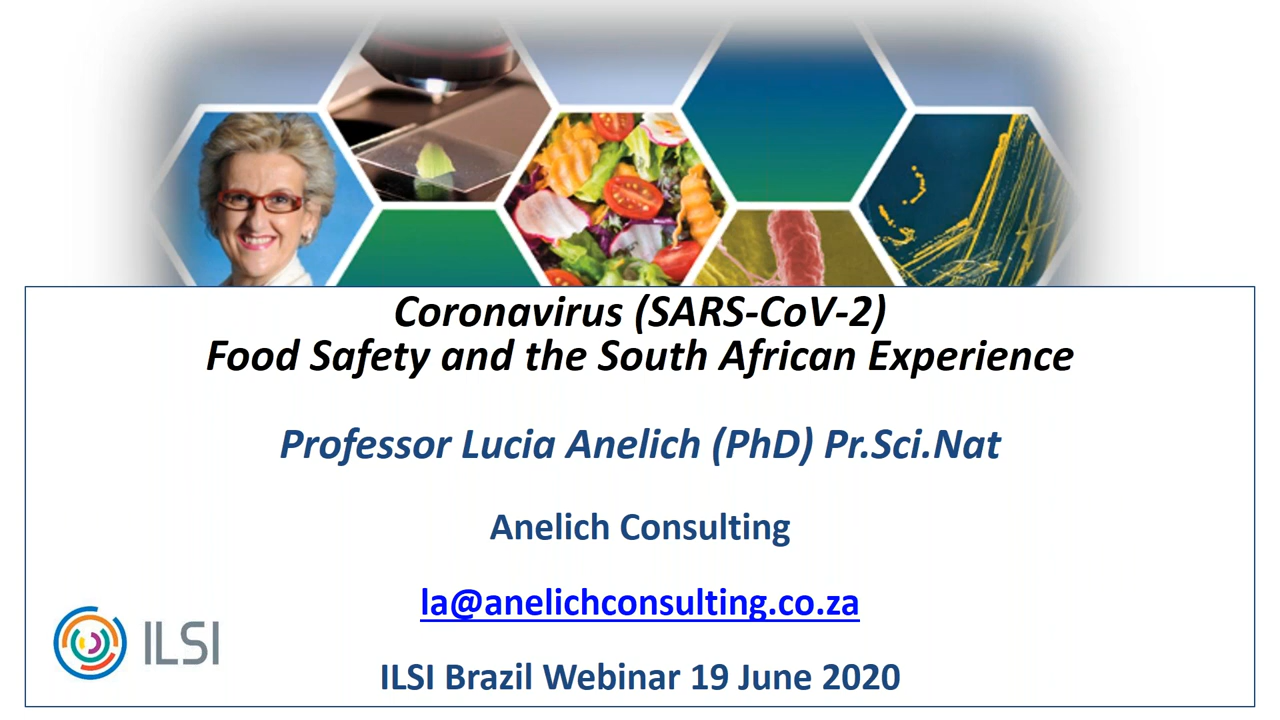 Coronavirus (SARS-CoV-2)
Food Safety and the South African Experience
Professor Lucia Anelich (PhD) Pr.Sci.Nat
Anelich Consulting
la@anelichconsulting.co.za
ILSI
ILSI Brazil Webinar 19 June 2020